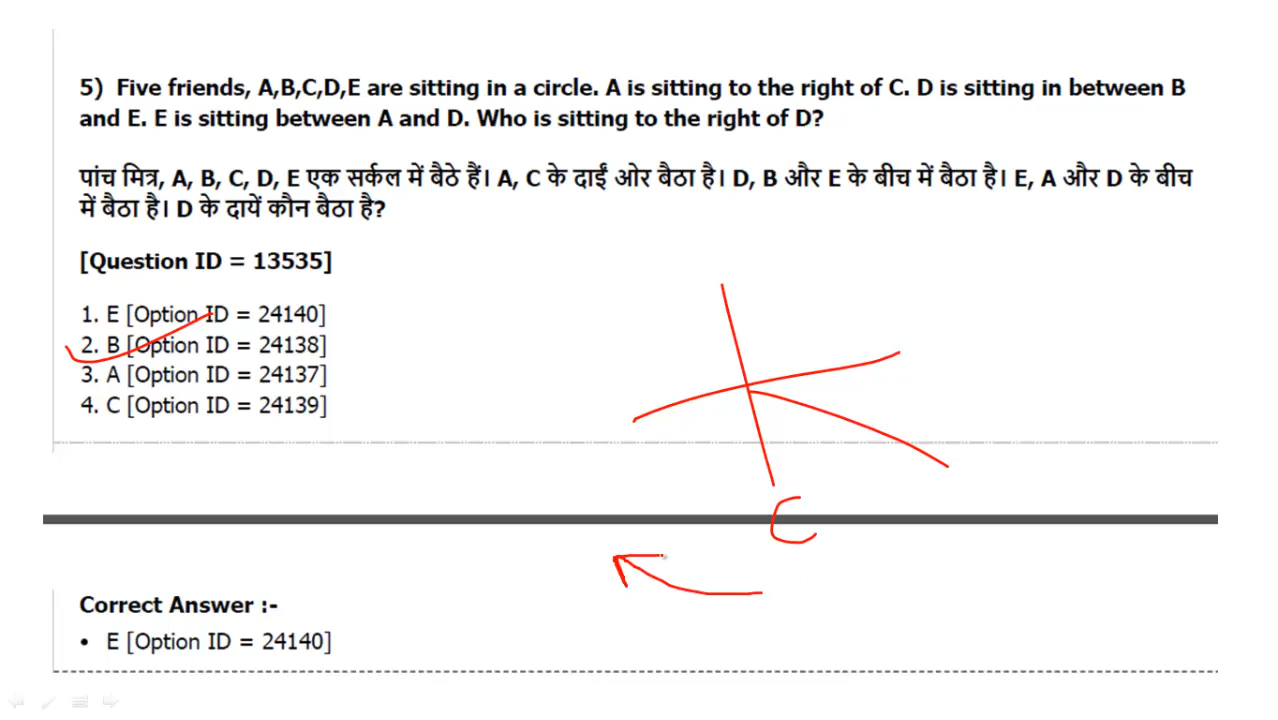 5) Five friends, A,B,C,D,E are sitting in a circle. A is sitting to the right of C. D is sitting in between B
and E. E is sitting between A and D. Who is sitting to the right of D?
पांच मित्र, A, B, C, D, E एक सर्कल में बैठे हैं। A, C के दाईं ओर बैठा है। D, B और E के बीच में बैठा है। E, A और D के बीच
में बैठा है। D के दायें कौन बैठा है?
[Question ID = 13535]
1. E [Option ID = 24140]
2. B [Option ID = 24138]
3. A [Option ID = 24137]
4. C [Option ID = 24139]
C
Correct Answer :-
• E [Option ID = 24140]